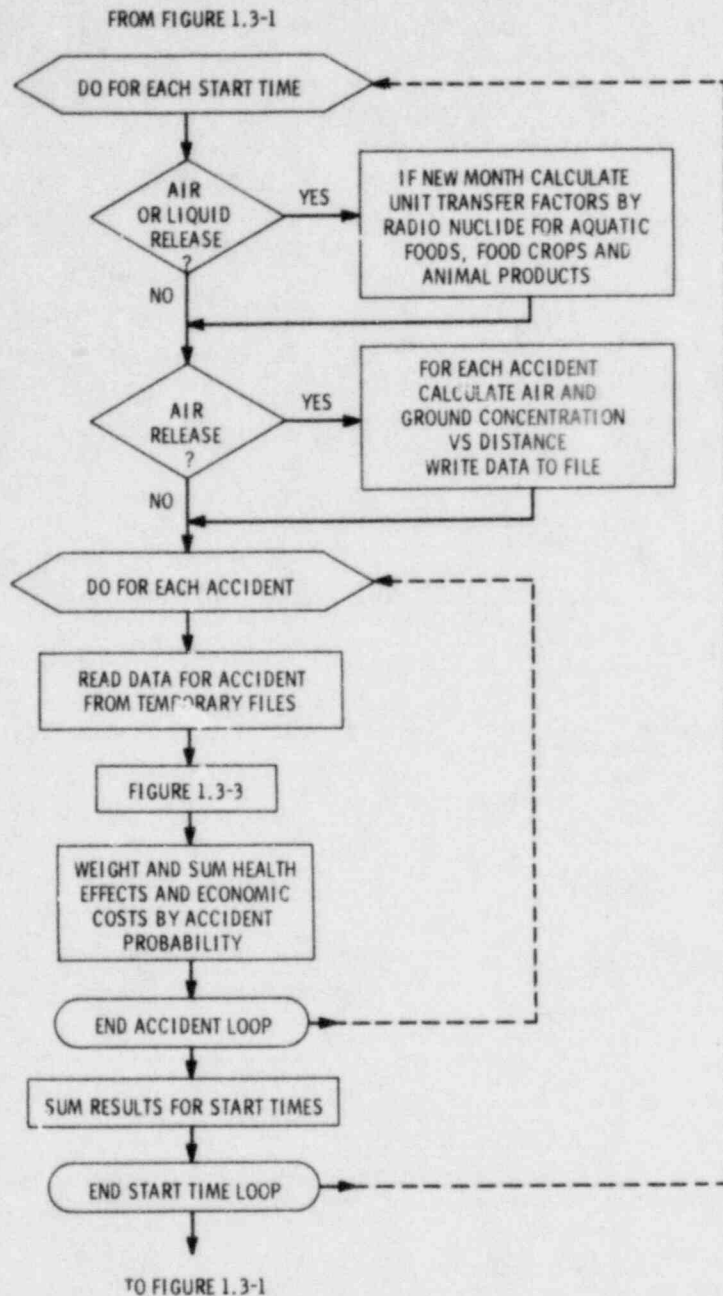 FROM FIGURE 1.3-1
DO FOR EACH START TIME
AIR
OR LIQUID
RELEASE
?
YES
IF NEW MONTH CALCULATE
UNIT TRANSFER FACTORS BY
RADIO NUCLIDE FOR AQUATIC
FOODS, FOOD CROPS AND
ANIMAL PRODUCTS
NO
AIR
RELEASE
?
YES
FOR EACH ACCIDENT
CALCULATE AIR AND
GROUND CONCENTRATION
VS DISTANCE
WRITE DATA TO FILE
NO
DO FOR EACH ACCIDENT
READ DATA FOR ACCIDENT
FROM TEMPORARY FILES
FIGURE 1.3-3
WEIGHT AND SUM HEALTH
EFFECTS AND ECONOMIC
COSTS BY ACCIDENT
PROBABILITY
END ACCIDENT LOOP
SUM RESULTS FOR START TIMES
END START TIME LOOP
TO FIGURE 1.3-1